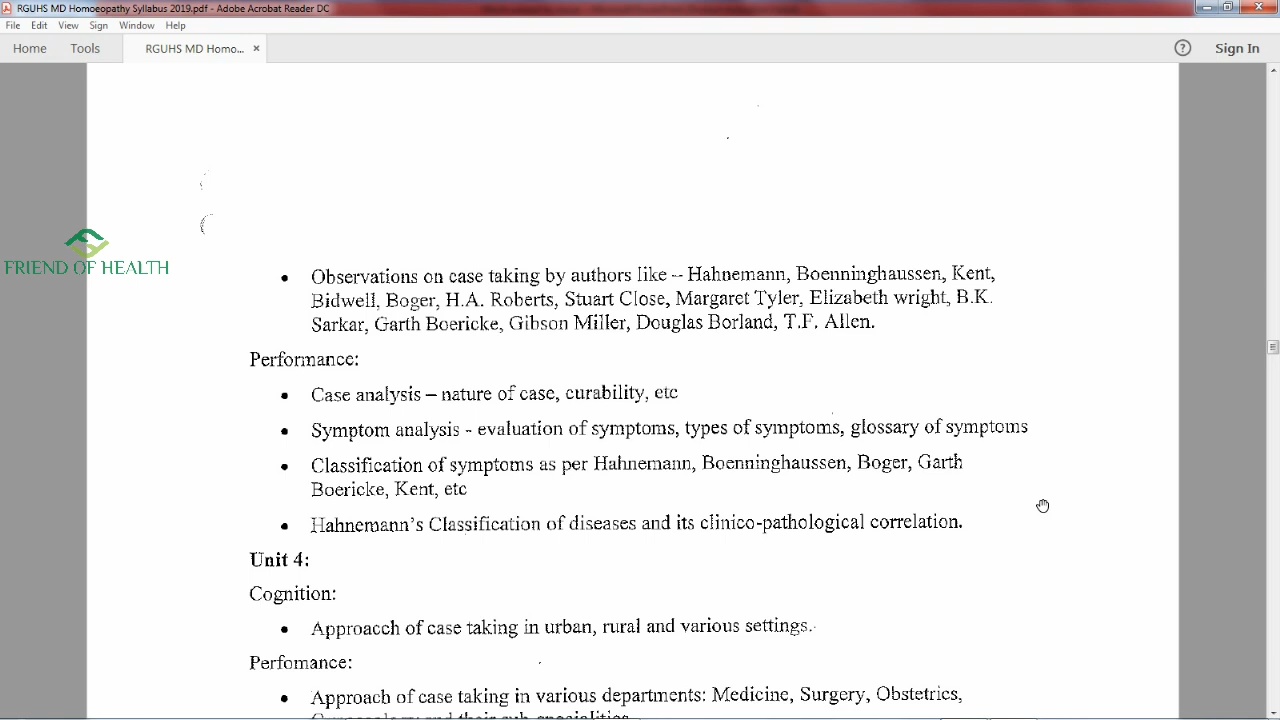 RGUHS MD Homoeopathy Syllabus 2019.pdf - Adobe Acrobat Reader DC
File Edit View Sign Window Help
Home Tools RGUHS MD Homo... × ? Sign In
FRIEND OF HEALTH
• Observations on case taking by authors like – Hahnemann, Boenninghaussen, Kent,
Bidwell, Boger, H.A. Roberts, Stuart Close, Margaret Tyler, Elizabeth wright, B.K.
Sarkar, Garth Boericke, Gibson Miller, Douglas Borland, T.F. Allen.
Performance:
• Case analysis – nature of case, curability, etc
• Symptom analysis - evaluation of symptoms, types of symptoms, glossary of symptoms
• Classification of symptoms as per Hahnemann, Boenninghaussen, Boger, Garth
Boericke, Kent, etc
• Hahnemann's Classification of diseases and its clinico-pathological correlation.
Unit 4:
Cognition:
• Approacch of case taking in urban, rural and various settings.
Perfomance:
• Approach of case taking in various departments: Medicine, Surgery, Obstetrics,
Gynaecology and their sub-specialities